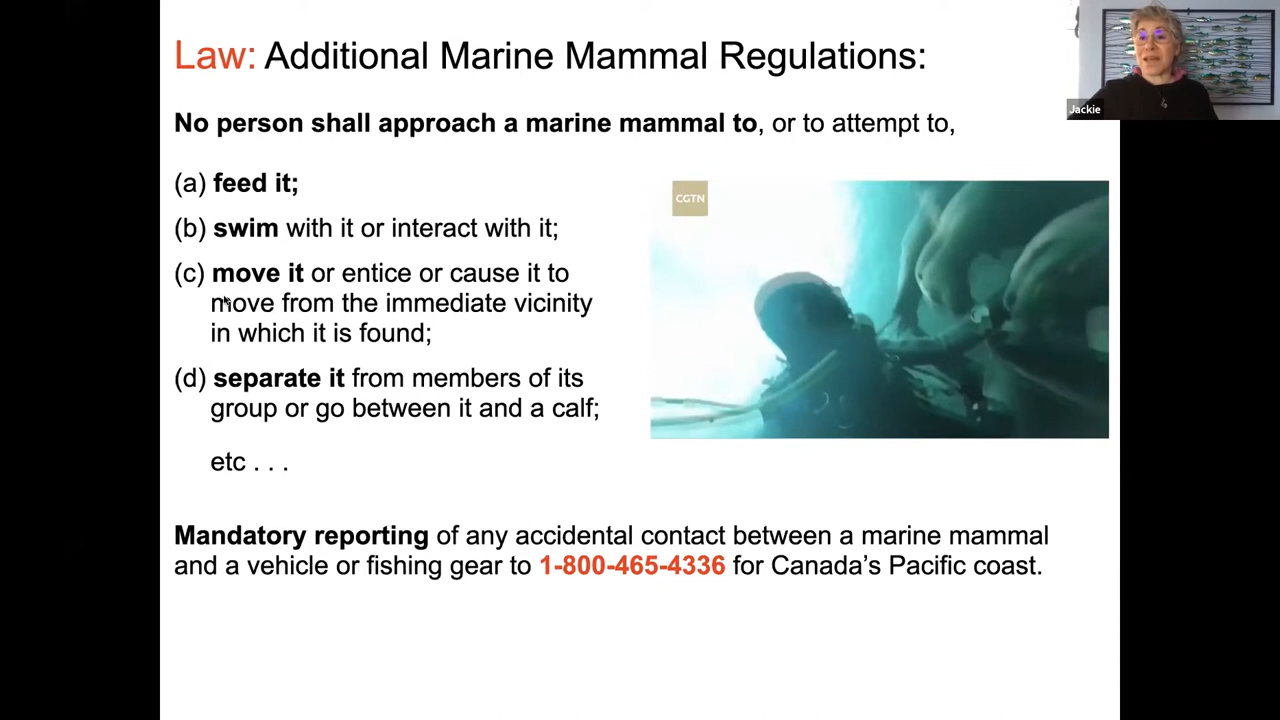 Law: Additional Marine Mammal Regulations:
Jackie
No person shall approach a marine mammal to, or to attempt to,
(a) feed it;
(b) swim with it or interact with it;
(c) move it or entice or cause it to
move from the immediate vicinity
in which it is found;
(d) separate it from members of its
group or go between it and a calf;
etc . . .
CGTN
Mandatory reporting of any accidental contact between a marine mammal
and a vehicle or fishing gear to 1-800-465-4336 for Canada’s Pacific coast.